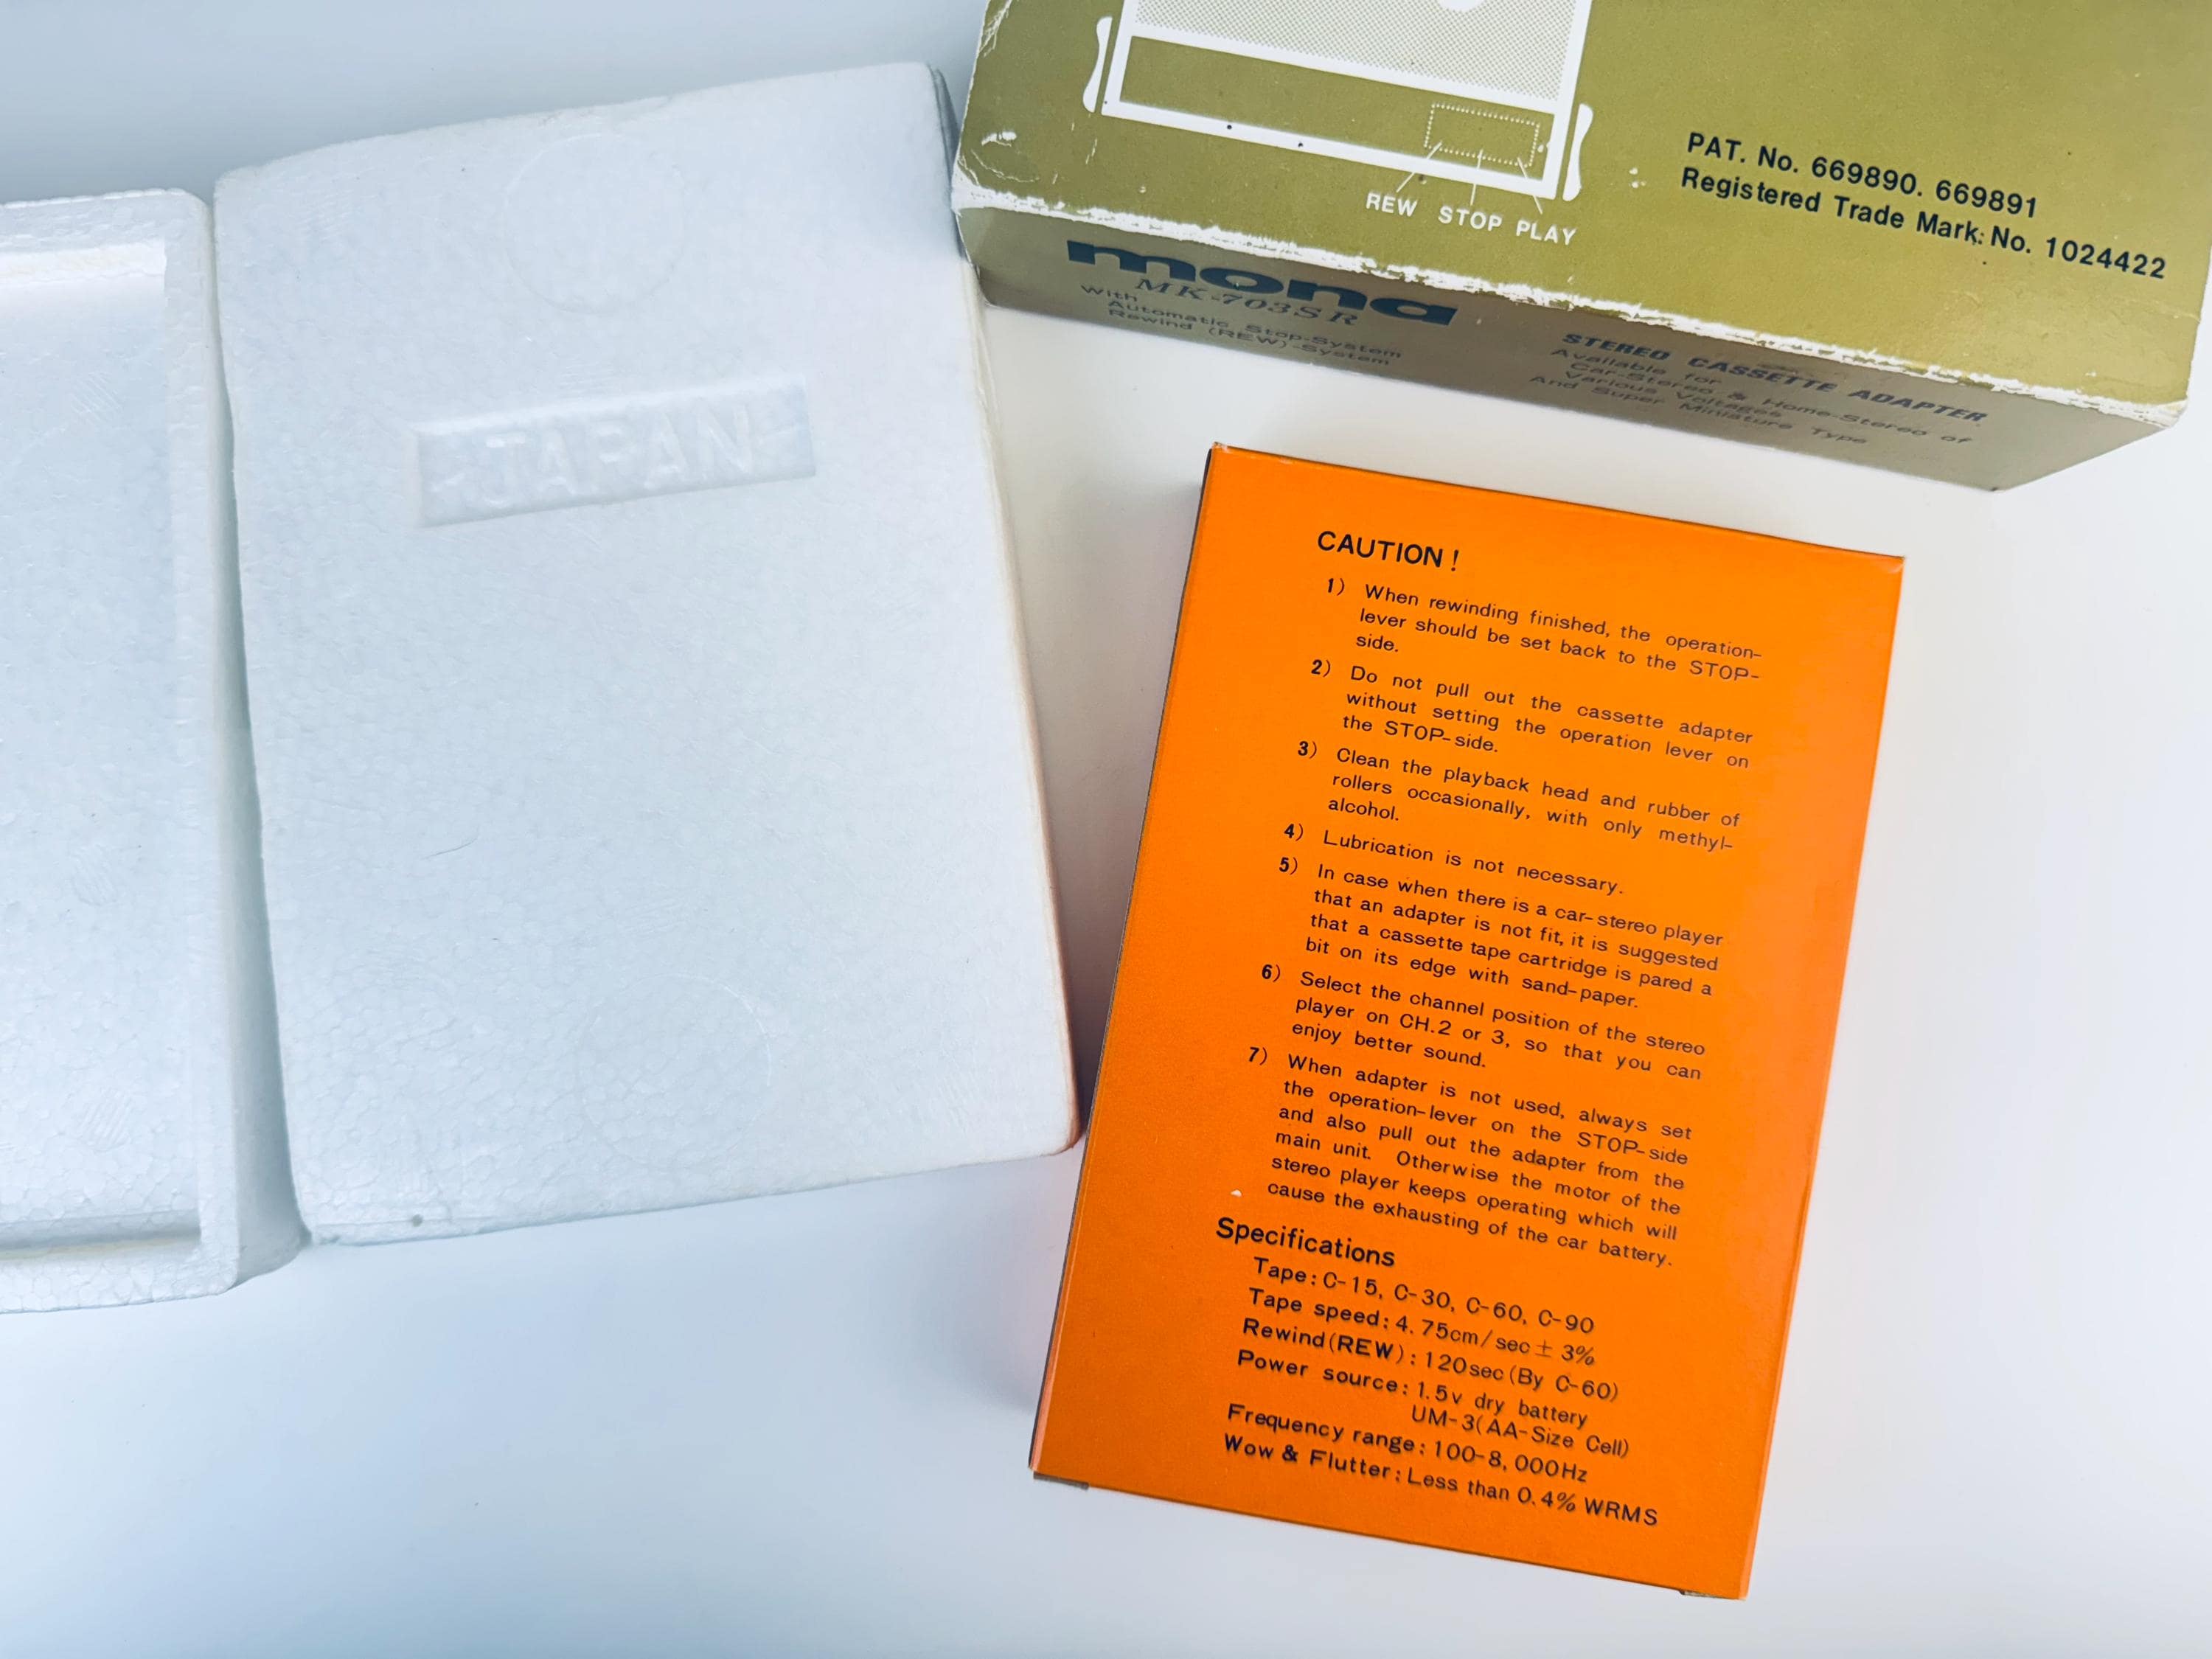 REW STOP PLAY
PAT. No. 669890. 669891
Registered Trade Mark: No. 1024422
mona
MK-703SR
With
Automatic Stop-System
Rewind (REW)-System
STEREO CASSETTE ADAPTER
Available for
Car-Stereo & Home-Stereo of
Various Voltages
And Super Miniature Type
JAPAN
CAUTION!
1) When rewinding finished, the operation-
lever should be set back to the STOP-
side.
2) Do not pull out the cassette adapter
without setting the operation lever on
the STOP-side.
3) Clean the playback head and rubber of
rollers occasionally, with only methyl-
alcohol.
4) Lubrication is not necessary.
5) In case when there is a car-stereo player
that an adapter is not fit, it is suggested
that a cassette tape cartridge is pared a
bit on its edge with sand-paper.
6) Select the channel position of the stereo
player on CH.2 or 3, so that you can
enjoy better sound.
7) When adapter is not used, always set
the operation-lever on the STOP-side
and also pull out the adapter from the
main unit. Otherwise the motor of the
stereo player keeps operating which will
cause the exhausting of the car battery.
Specifications
Tape: C-15, C-30, C-60, C-90
Tape speed: 4.75cm/sec ± 3%
Rewind(REW): 120sec(By C-60)
Power source: 1.5v dry battery
UM-3(AA-Size Cell)
Frequency range: 100-8,000Hz
Wow & Flutter: Less than 0.4% WRMS